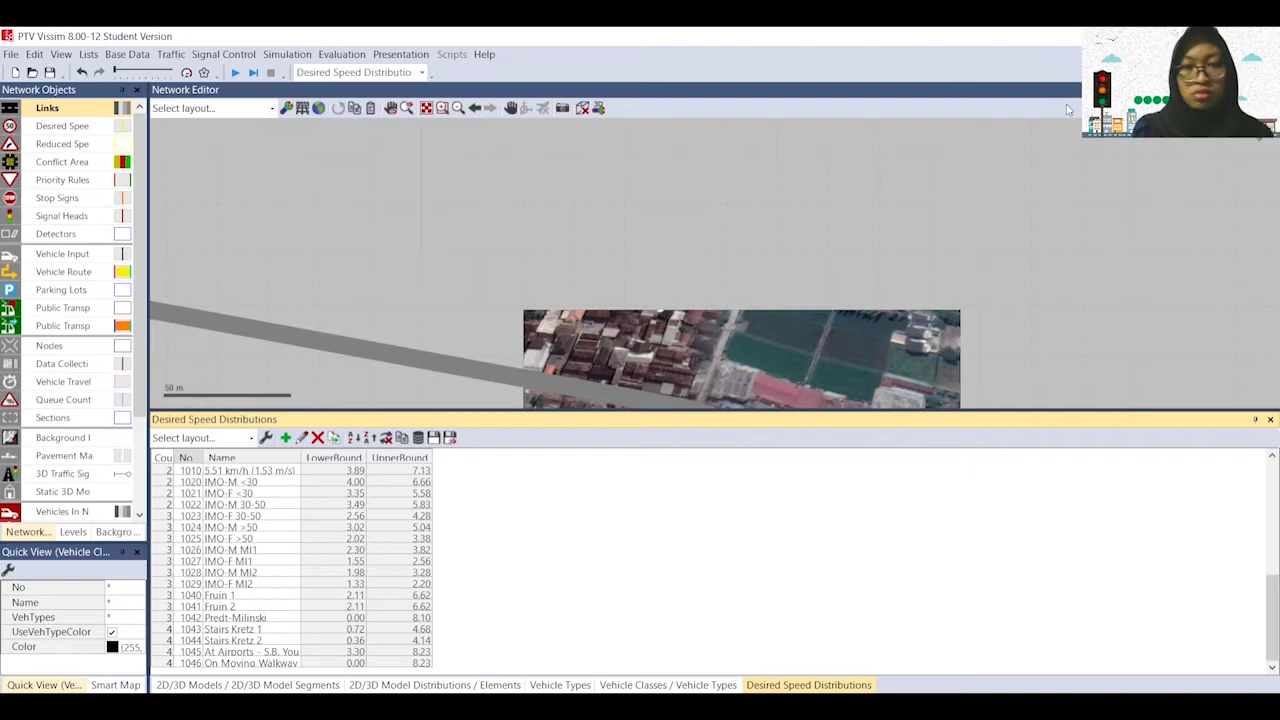 PTV Vissim 8.00-12 Student Version
File Edit View Lists Base Data Traffic Signal Control Simulation Evaluation Presentation Scripts Help
Desired Speed Distributio
Network Objects
Network Editor
Select layout...
Links
Desired Spee
Reduced Spe
Conflict Area
Priority Rules
Stop Signs
Signal Heads
Detectors
Vehicle Input
Vehicle Route
Parking Lots
Public Transp
Public Transp
Nodes
Data Collecti
Vehicle Travel
Queue Count
Sections
Background I
Pavement Ma
3D Traffic Sig
Static 3D Mo
Vehicles In N
Network... Levels Backgro...
Quick View (Vehicle Cl...
No *
Name *
VehTypes *
UseVehTypeColor
Color (255,
Quick View (Ve... Smart Map
50 m
Desired Speed Distributions
Select layout...
Cou No Name LowerBound UpperBound
2 1010 5.51 km/h (1.53 m/s) 3.89 7.13
2 1020 IMO-M <30 4.00 6.66
2 1021 IMO-F <30 3.35 5.58
2 1022 IMO-M 30-50 3.49 5.83
3 1023 IMO-F 30-50 2.56 4.28
3 1024 IMO-M >50 3.02 5.04
3 1025 IMO-F >50 2.02 3.38
3 1026 IMO-M MI1 2.30 3.82
3 1027 IMO-F MI1 1.55 2.56
3 1028 IMO-M MI2 1.98 3.28
3 1029 IMO-F MI2 1.33 2.20
3 1040 Fruin 1 2.11 6.62
3 1041 Fruin 2 2.11 6.62
3 1042 Predt-Milinski 0.00 8.10
4 1043 Stairs Kretz 1 0.72 4.68
4 1044 Stairs Kretz 2 0.36 4.14
4 1045 At Airports - S.B. You 3.30 8.23
4 1046 On Moving Walkway 0.00 8.23
2D/3D Models / 2D/3D Model Segments 2D/3D Model Distributions / Elements Vehicle Types Vehicle Classes / Vehicle Types Desired Speed Distributions